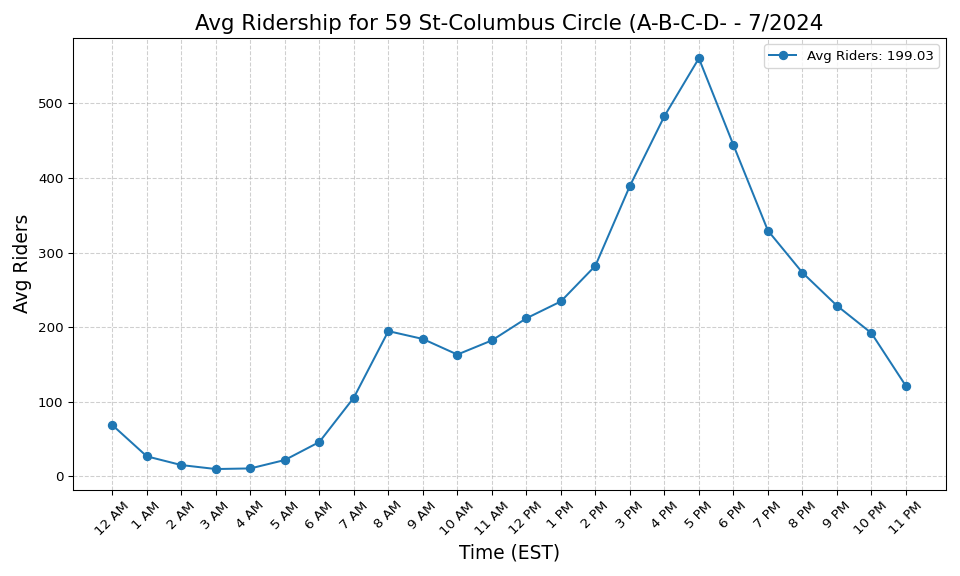 Avg Ridership for 59 St-Columbus Circle (A-B-C-D- - 7/2024
Avg Riders: 199.03
Avg Riders
500
400
300
200
100
0
12 AM
1 AM
2 AM
3 AM
4 AM
5 AM
6 AM
7 AM
8 AM
9 AM
10 AM
11 AM
12 PM
1 PM
2 PM
3 PM
4 PM
5 PM
6 PM
7 PM
8 PM
9 PM
10 PM
11 PM
Time (EST)